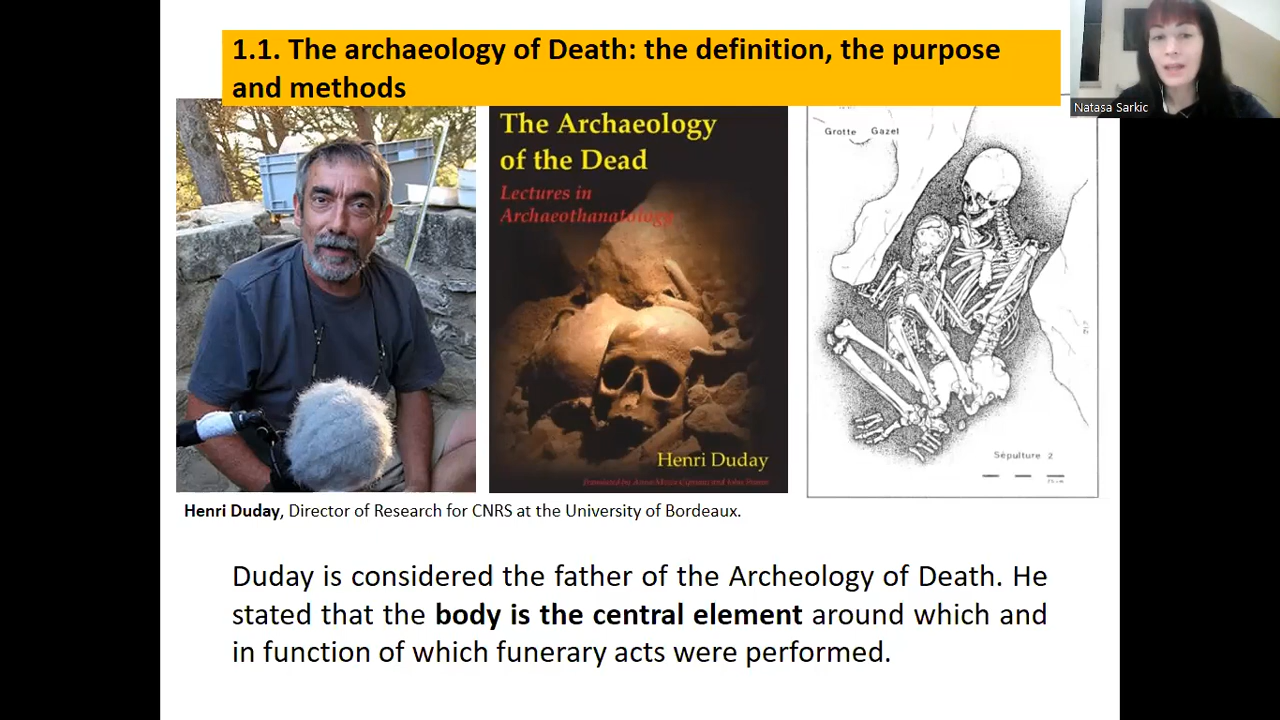 1.1. The archaeology of Death: the definition, the purpose
and methods
Natasa Sarkic
The Archaeology
of the Dead
Lectures in
Archaeothanatology
Henri Duday
Grotte Gazel
Sépulture 2
Henri Duday, Director of Research for CNRS at the University of Bordeaux.
Duday is considered the father of the Archeology of Death. He
stated that the body is the central element around which and
in function of which funerary acts were performed.